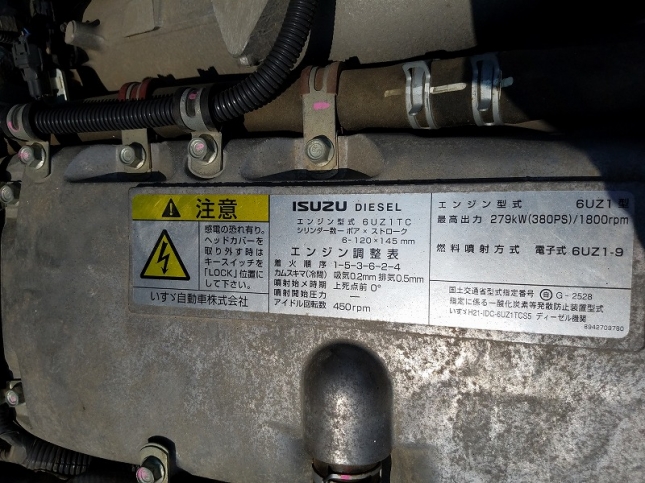 注意
感電の恐れ有り。
ヘッドカバーを
取り外す時は
キースイッチを
「LOCK」位置に
して下さい。
いすゞ自動車株式会社
ISUZU DIESEL
エンジン型式 6UZ1TC
シリンダー数－ボア×ストローク
6-120×145mm
エンジン調整表
着火順序 1-5-3-6-2-4
カムスキマ(冷間) 吸気0.2mm 排気0.5mm
噴射始メ時期 上死点前0°
噴射開始圧力 ―
アイドル回転数 450rpm
エンジン型式 6UZ1型
最高出力 279kW(380PS)/1800rpm
燃料噴射方式 電子式 6UZ1-9
国土交通省型式指定番号 自 G-2528
指定に係る一酸化炭素等発散防止装置型式
いすゞH21-IDC-6UZ1TCS5 ディーゼル機関
8942709780